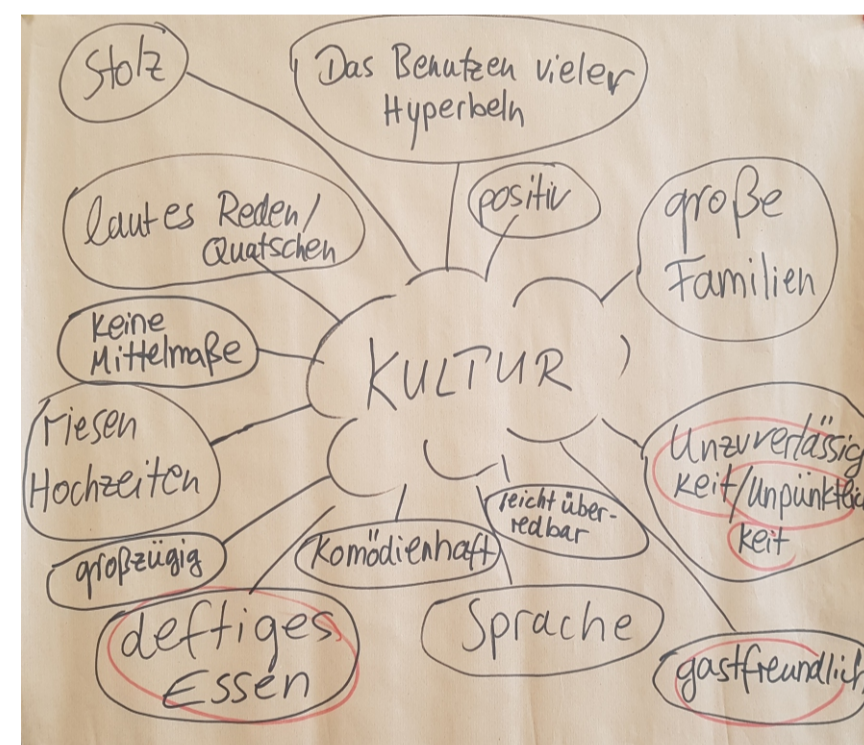 Stolz
Das Benutzen vieler
Hyperbeln
positiv
lautes Reden/
Quatschen
große
Familien
Keine
Mittelmaße
KULTUR
riesen
Hochzeiten
Unzuverlässig
keit/Unpünktlich
keit
leicht über-
redbar
großzügig
Komödienhaft
deftiges
Essen
Sprache
gastfreundlich